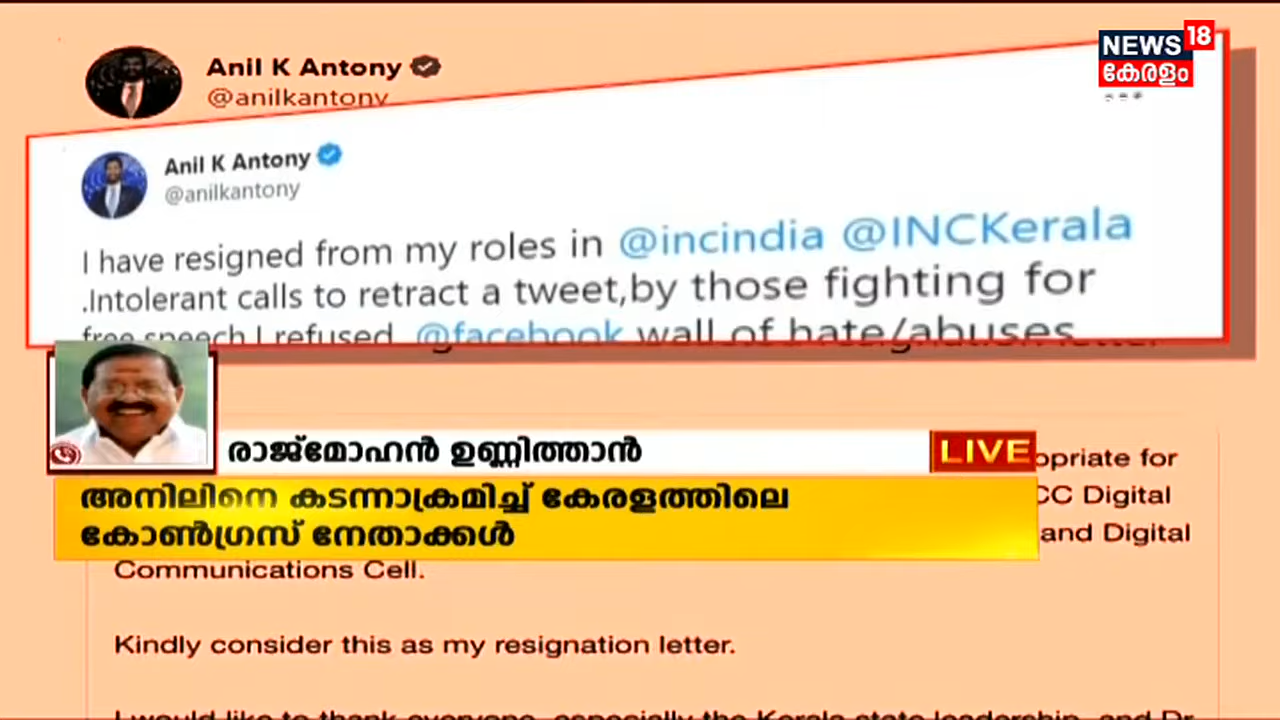 NEWS 18
കേരളം
Anil K Antony
@anilkantony
Anil K Antony
@anilkantony
I have resigned from my roles in @incindia @INCKerala
.Intolerant calls to retract a tweet,by those fighting for
free speech.I refused. @facebook wall of hate/abuses
രാജ്മോഹൻ ഉണ്ണിത്താൻ
LIVE
അനിലിനെ കടന്നാക്രമിച്ച് കേരളത്തിലെ
കോൺഗ്രസ് നേതാക്കൾ
opriate for
CC Digital
and Digital
Communications Cell.
Kindly consider this as my resignation letter.
I would like to thank everyone, especially the Kerala state leadership, and Dr